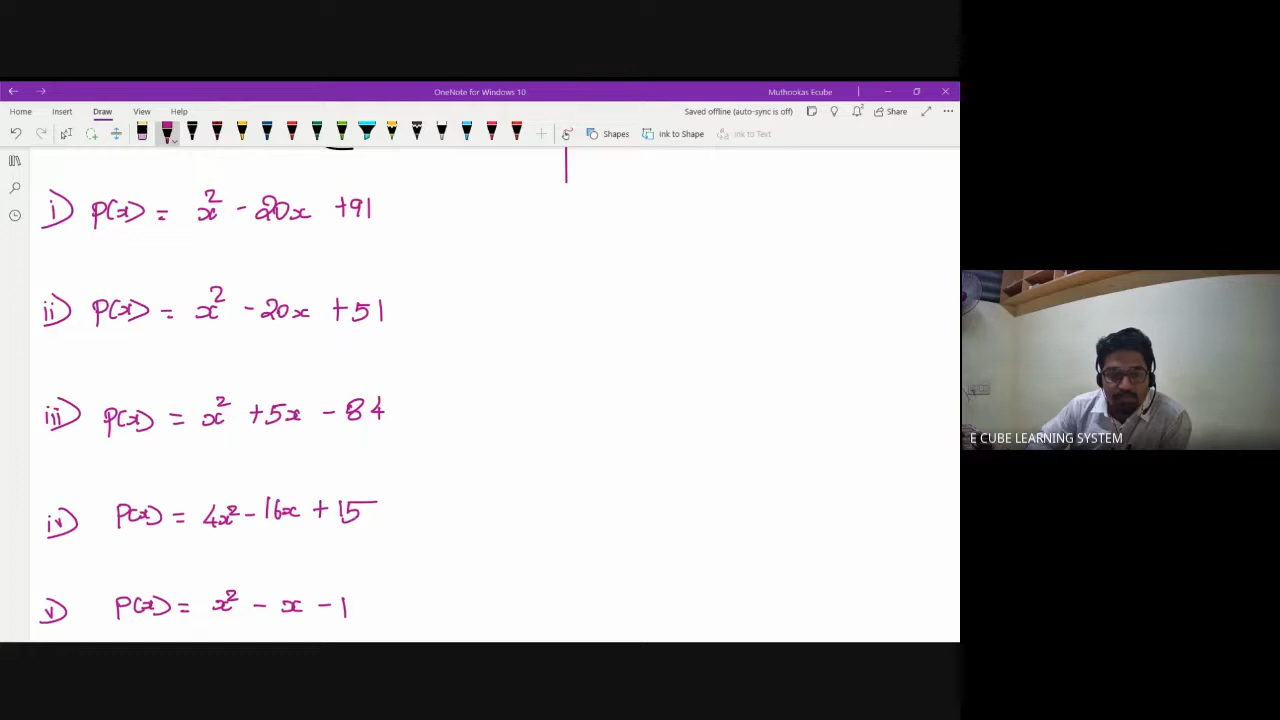 OneNote for Windows 10
Muthookas Ecube
Home Insert Draw View Help
Saved offline (auto-sync is off)
Share
Shapes
Ink to Shape
Ink to Text
i) P(x) = x² - 20x + 91
ii) P(x) = x² - 20x + 51
iii) P(x) = x² + 5x - 84
iv) P(x) = 4x² - 16x + 15
v) P(x) = x² - x - 1
E CUBE LEARNING SYSTEM